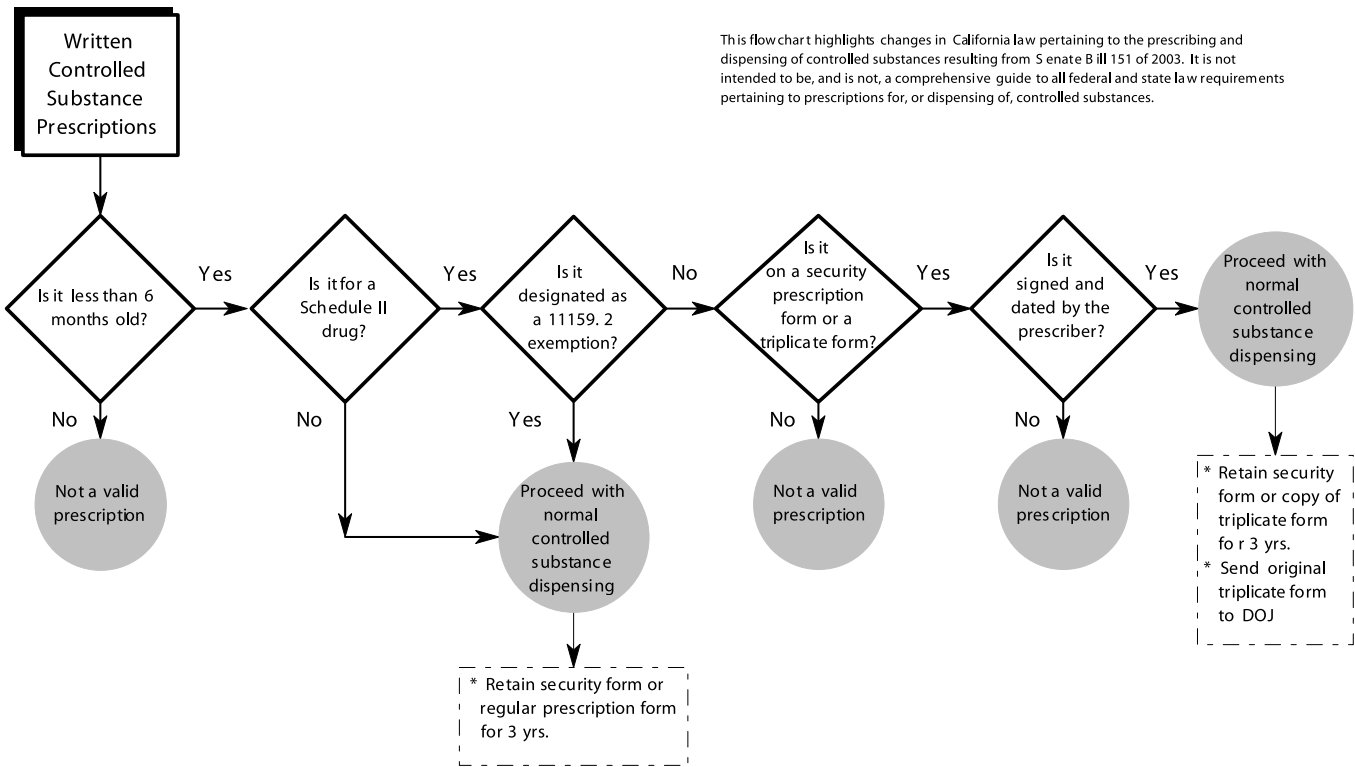 Written
Controlled
Substance
Prescriptions
This flowchart highlights changes in California law pertaining to the prescribing and
dispensing of controlled substances resulting from Senate Bill 151 of 2003. It is not
intended to be, and is not, a comprehensive guide to all federal and state law requirements
pertaining to prescriptions for, or dispensing of, controlled substances.
Is it less than 6
months old?
Yes
No
Not a valid
prescription
Is it for a
Schedule II
drug?
Yes
No
Is it
designated as
a 11159.2
exemption?
No
Yes
Proceed with
normal
controlled
substance
dispensing
* Retain security form or
regular prescription form
for 3 yrs.
Is it
on a security
prescription
form or a
triplicate form?
Yes
No
Not a valid
prescription
Is it
signed and
dated by the
prescriber?
Yes
No
Not a valid
prescription
Proceed with
normal
controlled
substance
dispensing
* Retain security
form or copy of
triplicate form
for 3 yrs.
* Send original
triplicate form
to DOJ